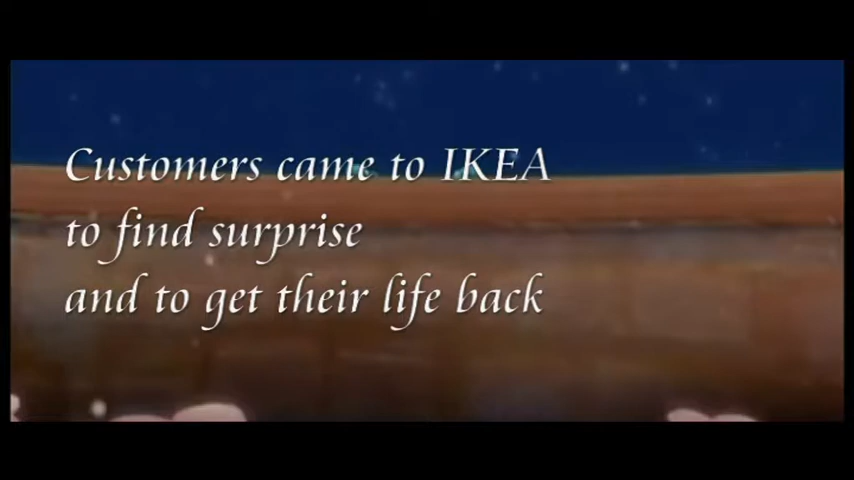 Customers came to IKEA
to find surprise
and to get their life back